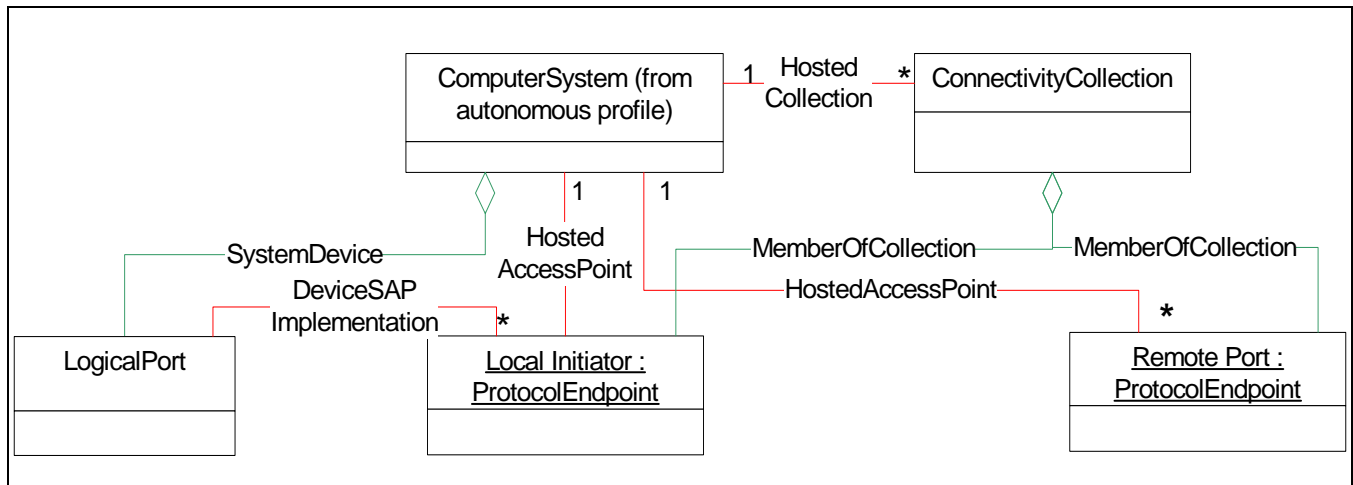 ComputerSystem (from
autonomous profile)
1
Hosted
Collection
*
ConnectivityCollection
1
1
SystemDevice
Hosted
AccessPoint
MemberOfCollection
MemberOfCollection
DeviceSAP
Implementation
*
HostedAccessPoint
*
LogicalPort
Local Initiator :
ProtocolEndpoint
Remote Port :
ProtocolEndpoint